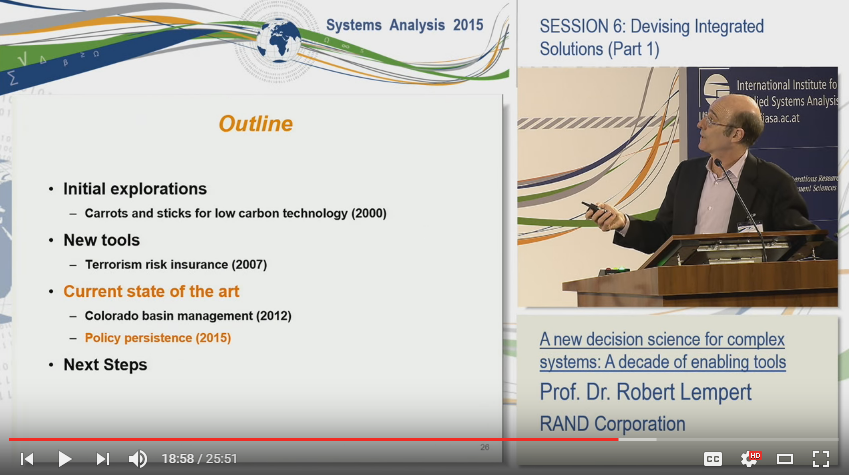 Systems Analysis 2015
SESSION 6: Devising Integrated
Solutions (Part 1)
Outline
• Initial explorations
– Carrots and sticks for low carbon technology (2000)
• New tools
– Terrorism risk insurance (2007)
• Current state of the art
– Colorado basin management (2012)
– Policy persistence (2015)
• Next Steps
26
International Institute for
ied Systems Analysis
asa.ac.at
A new decision science for complex
systems: A decade of enabling tools
Prof. Dr. Robert Lempert
RAND Corporation
18:58 / 25:51
CC
HD